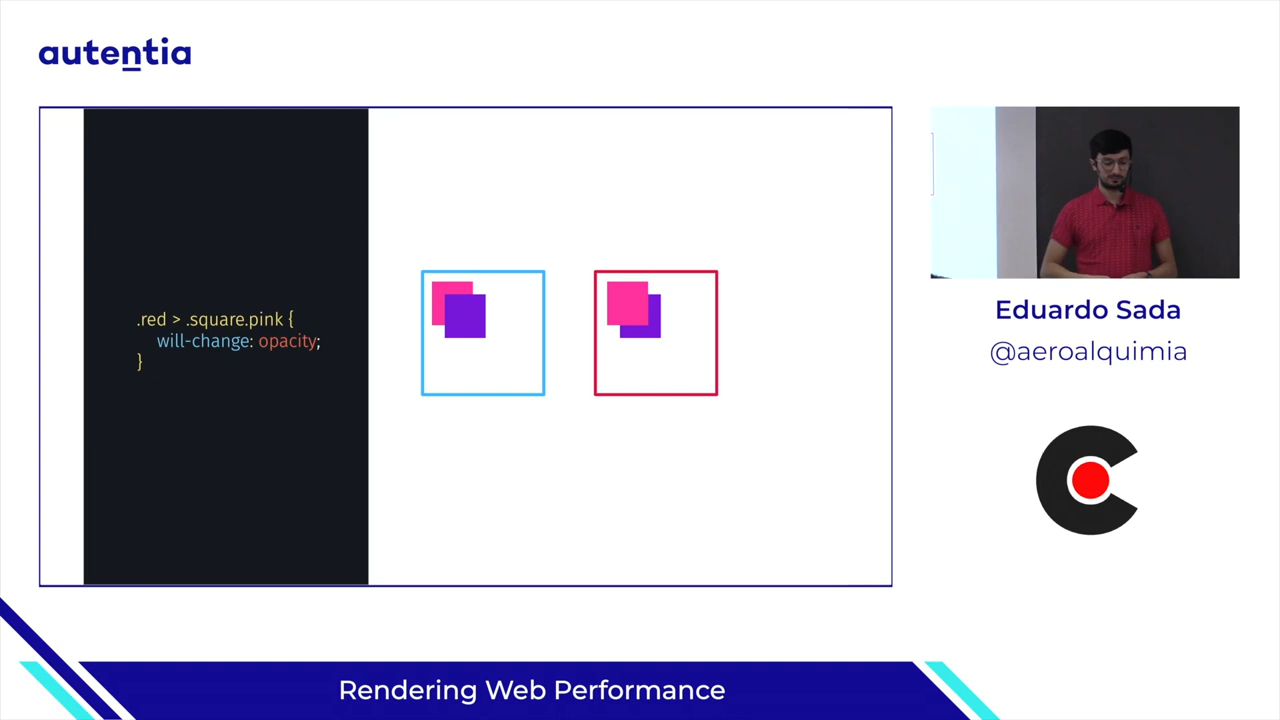 autentia
.red > .square.pink {
will-change: opacity;
}
Eduardo Sada
@aeroalquimia
Rendering Web Performance